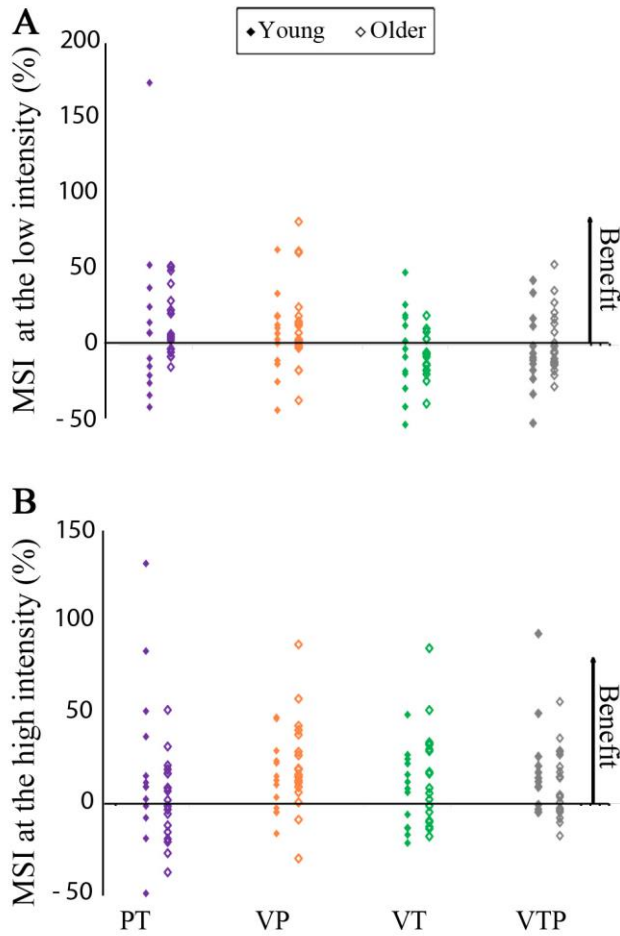 A
◆ Young ◇ Older
MSI at the low intensity (%)
200
150
100
50
0
- 50
Benefit
B
MSI at the high intensity (%)
150
100
50
0
- 50
Benefit
PT VP VT VTP